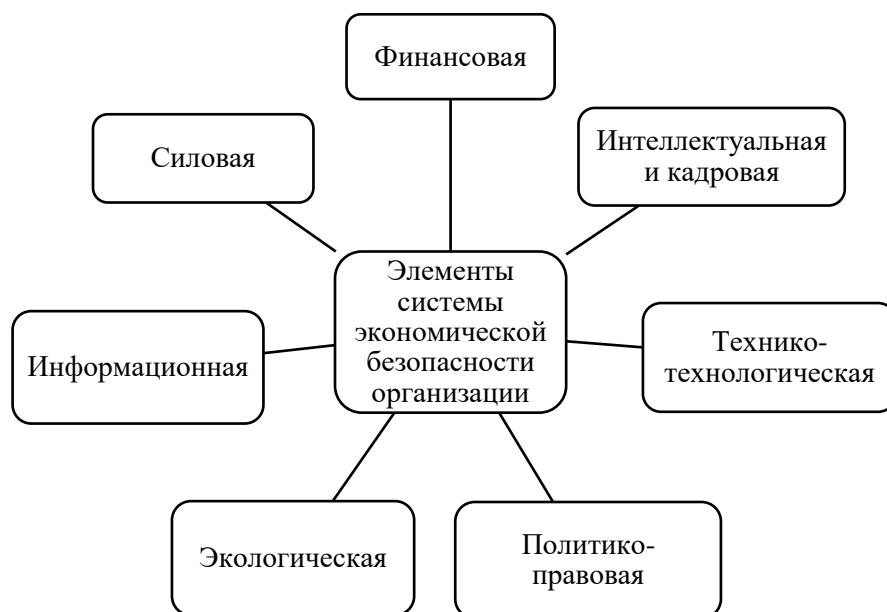 Финансовая
Силовая
Интеллектуальная
и кадровая
Элементы
системы
экономической
безопасности
организации
Информационная
Технико-
технологическая
Экологическая
Политико-
правовая